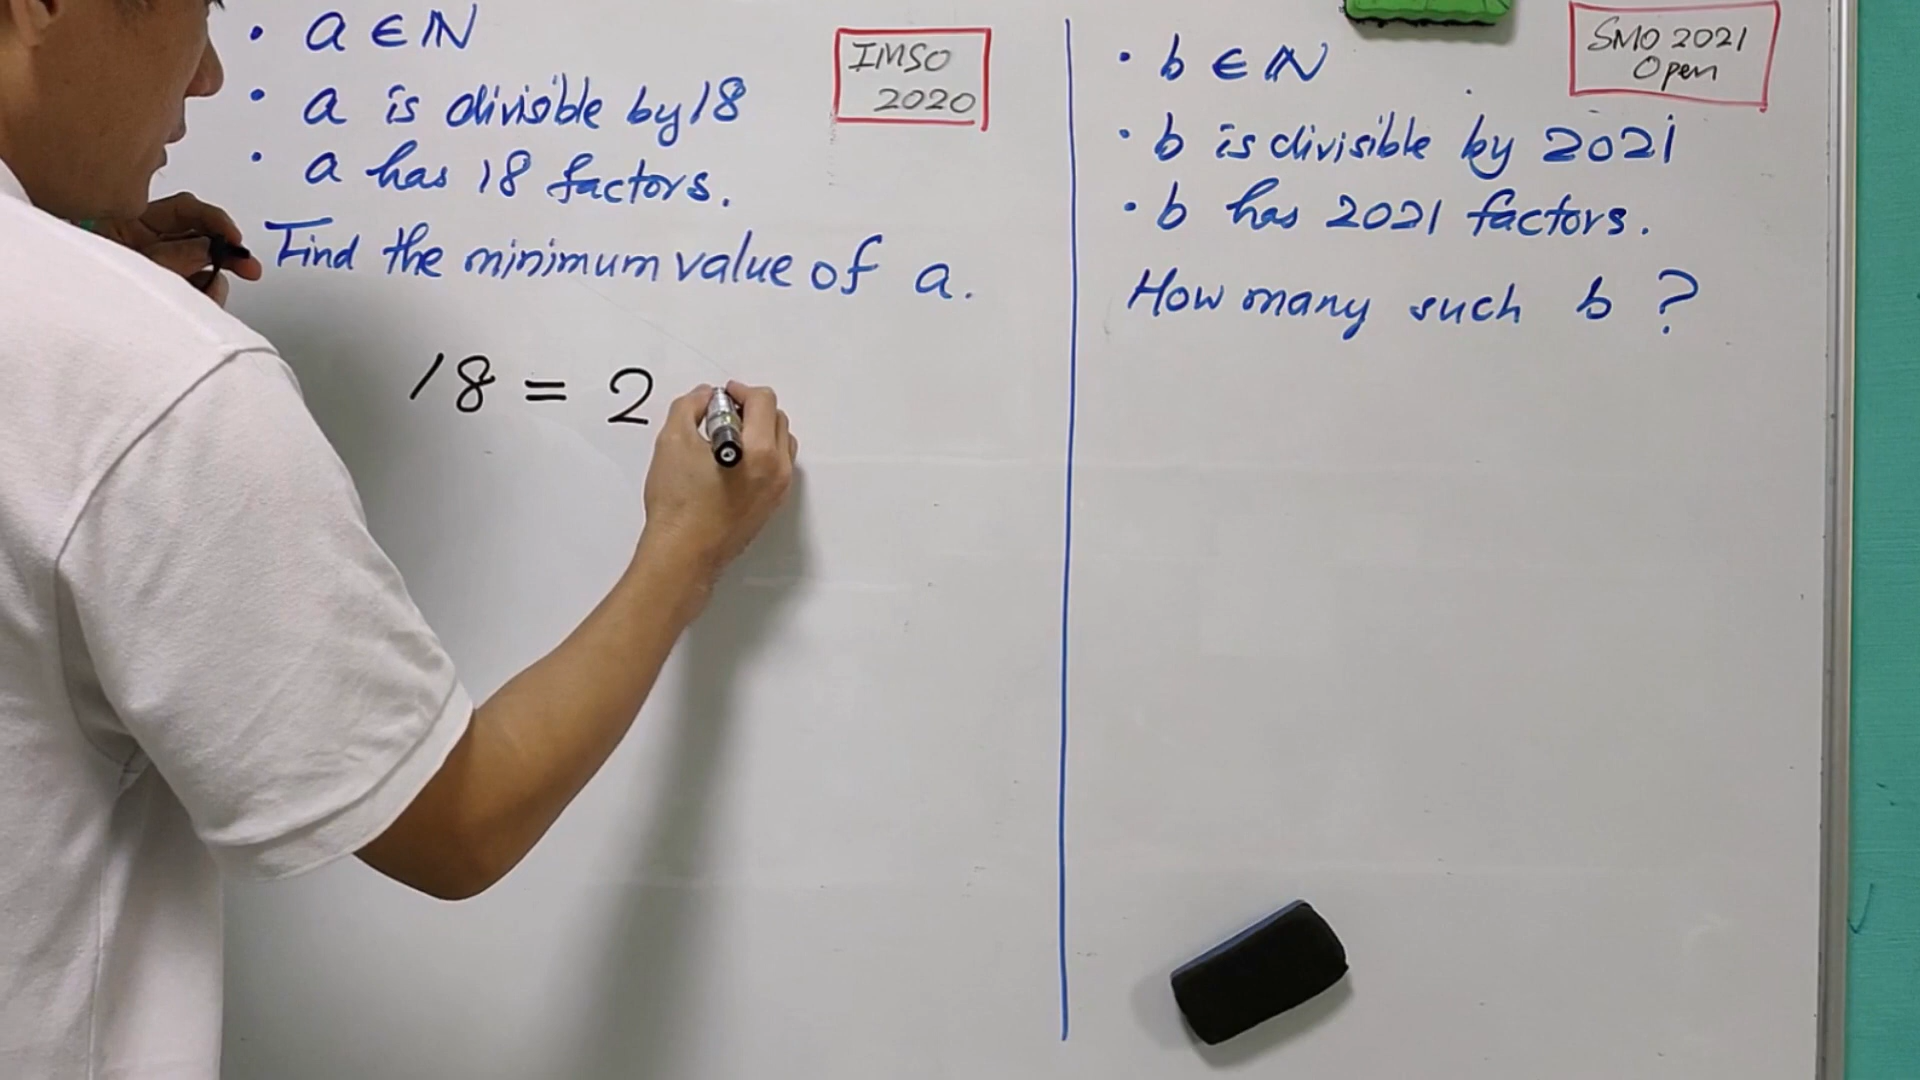 • a ∈ ℕ
• a is divisible by 18
• a has 18 factors.
Find the minimum value of a.
18 = 2
IMSO
2020
• b ∈ ℕ
• b is divisible by 2021
• b has 2021 factors.
How many such b ?
SMO 2021
Open